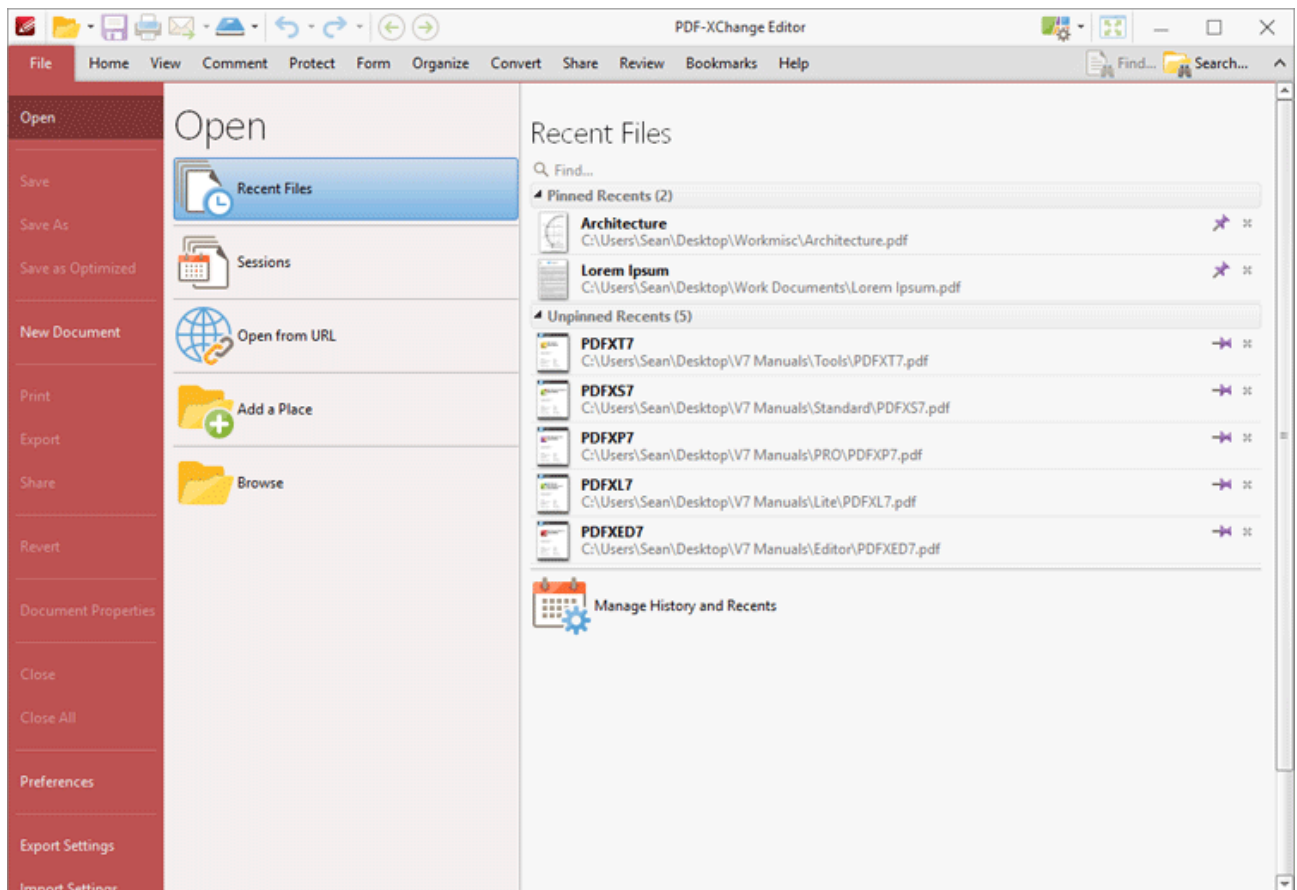 PDF-XChange Editor
File Home View Comment Protect Form Organize Convert Share Review Bookmarks Help Find... Search...
Open
Save
Save As
Save as Optimized
New Document
Print
Export
Share
Revert
Document Properties
Close
Close All
Preferences
Export Settings
Import Settings
Open
Recent Files
Sessions
Open from URL
Add a Place
Browse
Recent Files
Find...
Pinned Recents (2)
Architecture
C:\Users\Sean\Desktop\Workmisc\Architecture.pdf
Lorem Ipsum
C:\Users\Sean\Desktop\Work Documents\Lorem Ipsum.pdf
Unpinned Recents (5)
PDFXT7
C:\Users\Sean\Desktop\V7 Manuals\Tools\PDFXT7.pdf
PDFXS7
C:\Users\Sean\Desktop\V7 Manuals\Standard\PDFXS7.pdf
PDFXP7
C:\Users\Sean\Desktop\V7 Manuals\PRO\PDFXP7.pdf
PDFXL7
C:\Users\Sean\Desktop\V7 Manuals\Lite\PDFXL7.pdf
PDFXED7
C:\Users\Sean\Desktop\V7 Manuals\Editor\PDFXED7.pdf
Manage History and Recents